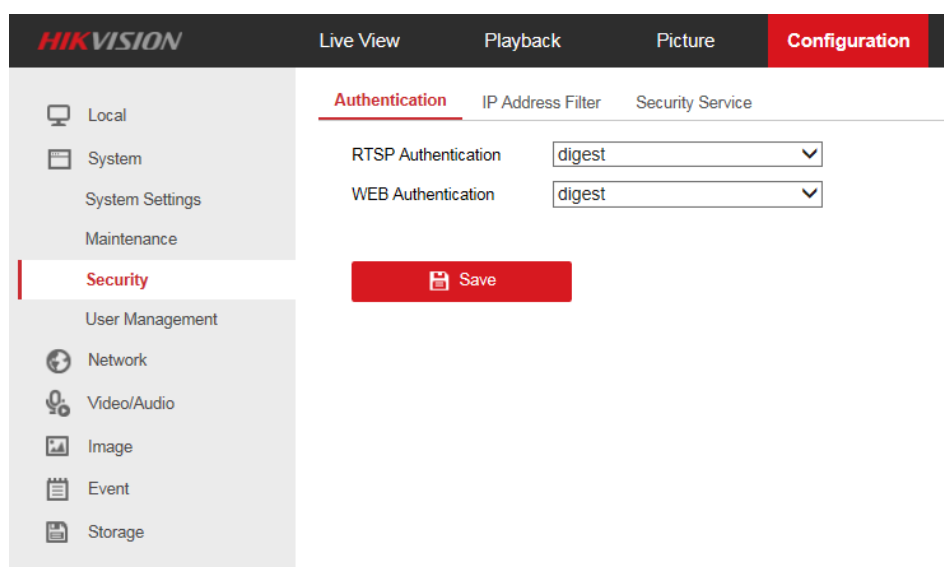 HIKVISION Live View Playback Picture Configuration
Authentication IP Address Filter Security Service
Local
System
System Settings
Maintenance
Security
User Management
Network
Video/Audio
Image
Event
Storage
RTSP Authentication digest
WEB Authentication digest
Save